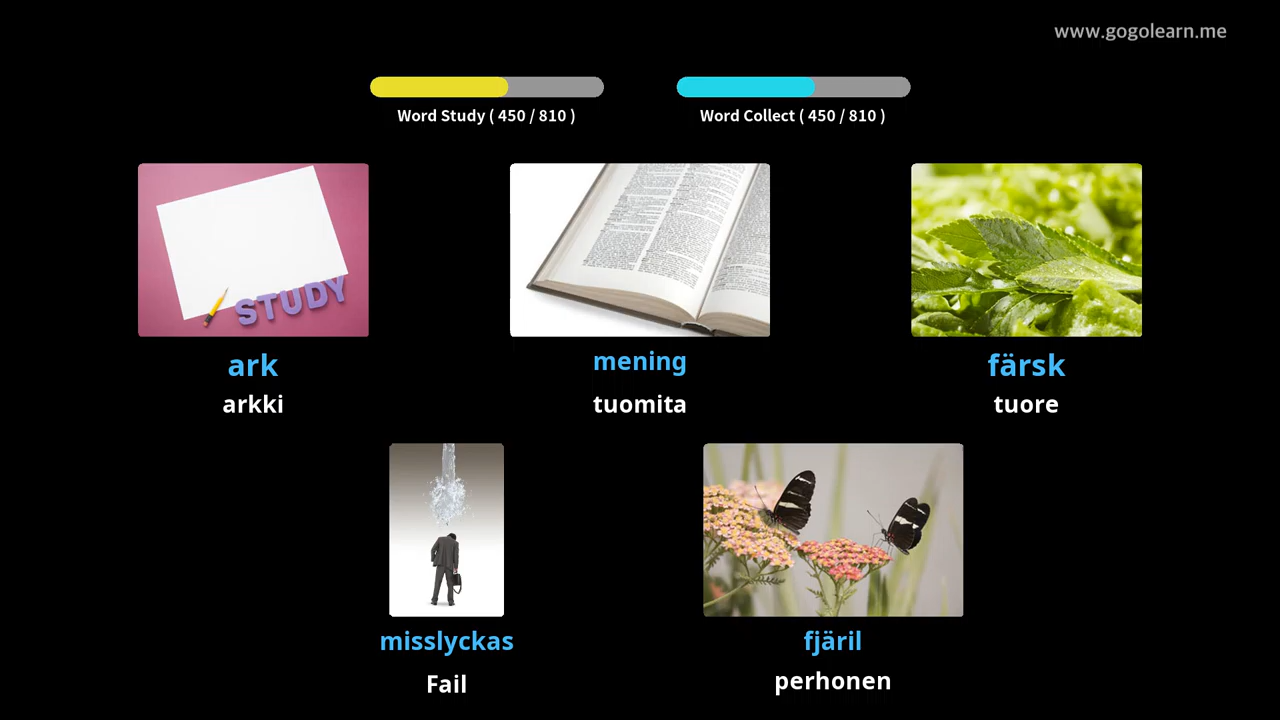 www.gogolearn.me
Word Study ( 450 / 810 )
Word Collect ( 450 / 810 )
STUDY
ark
arkki
mening
tuomita
färsk
tuore
misslyckas
Fail
fjäril
perhonen